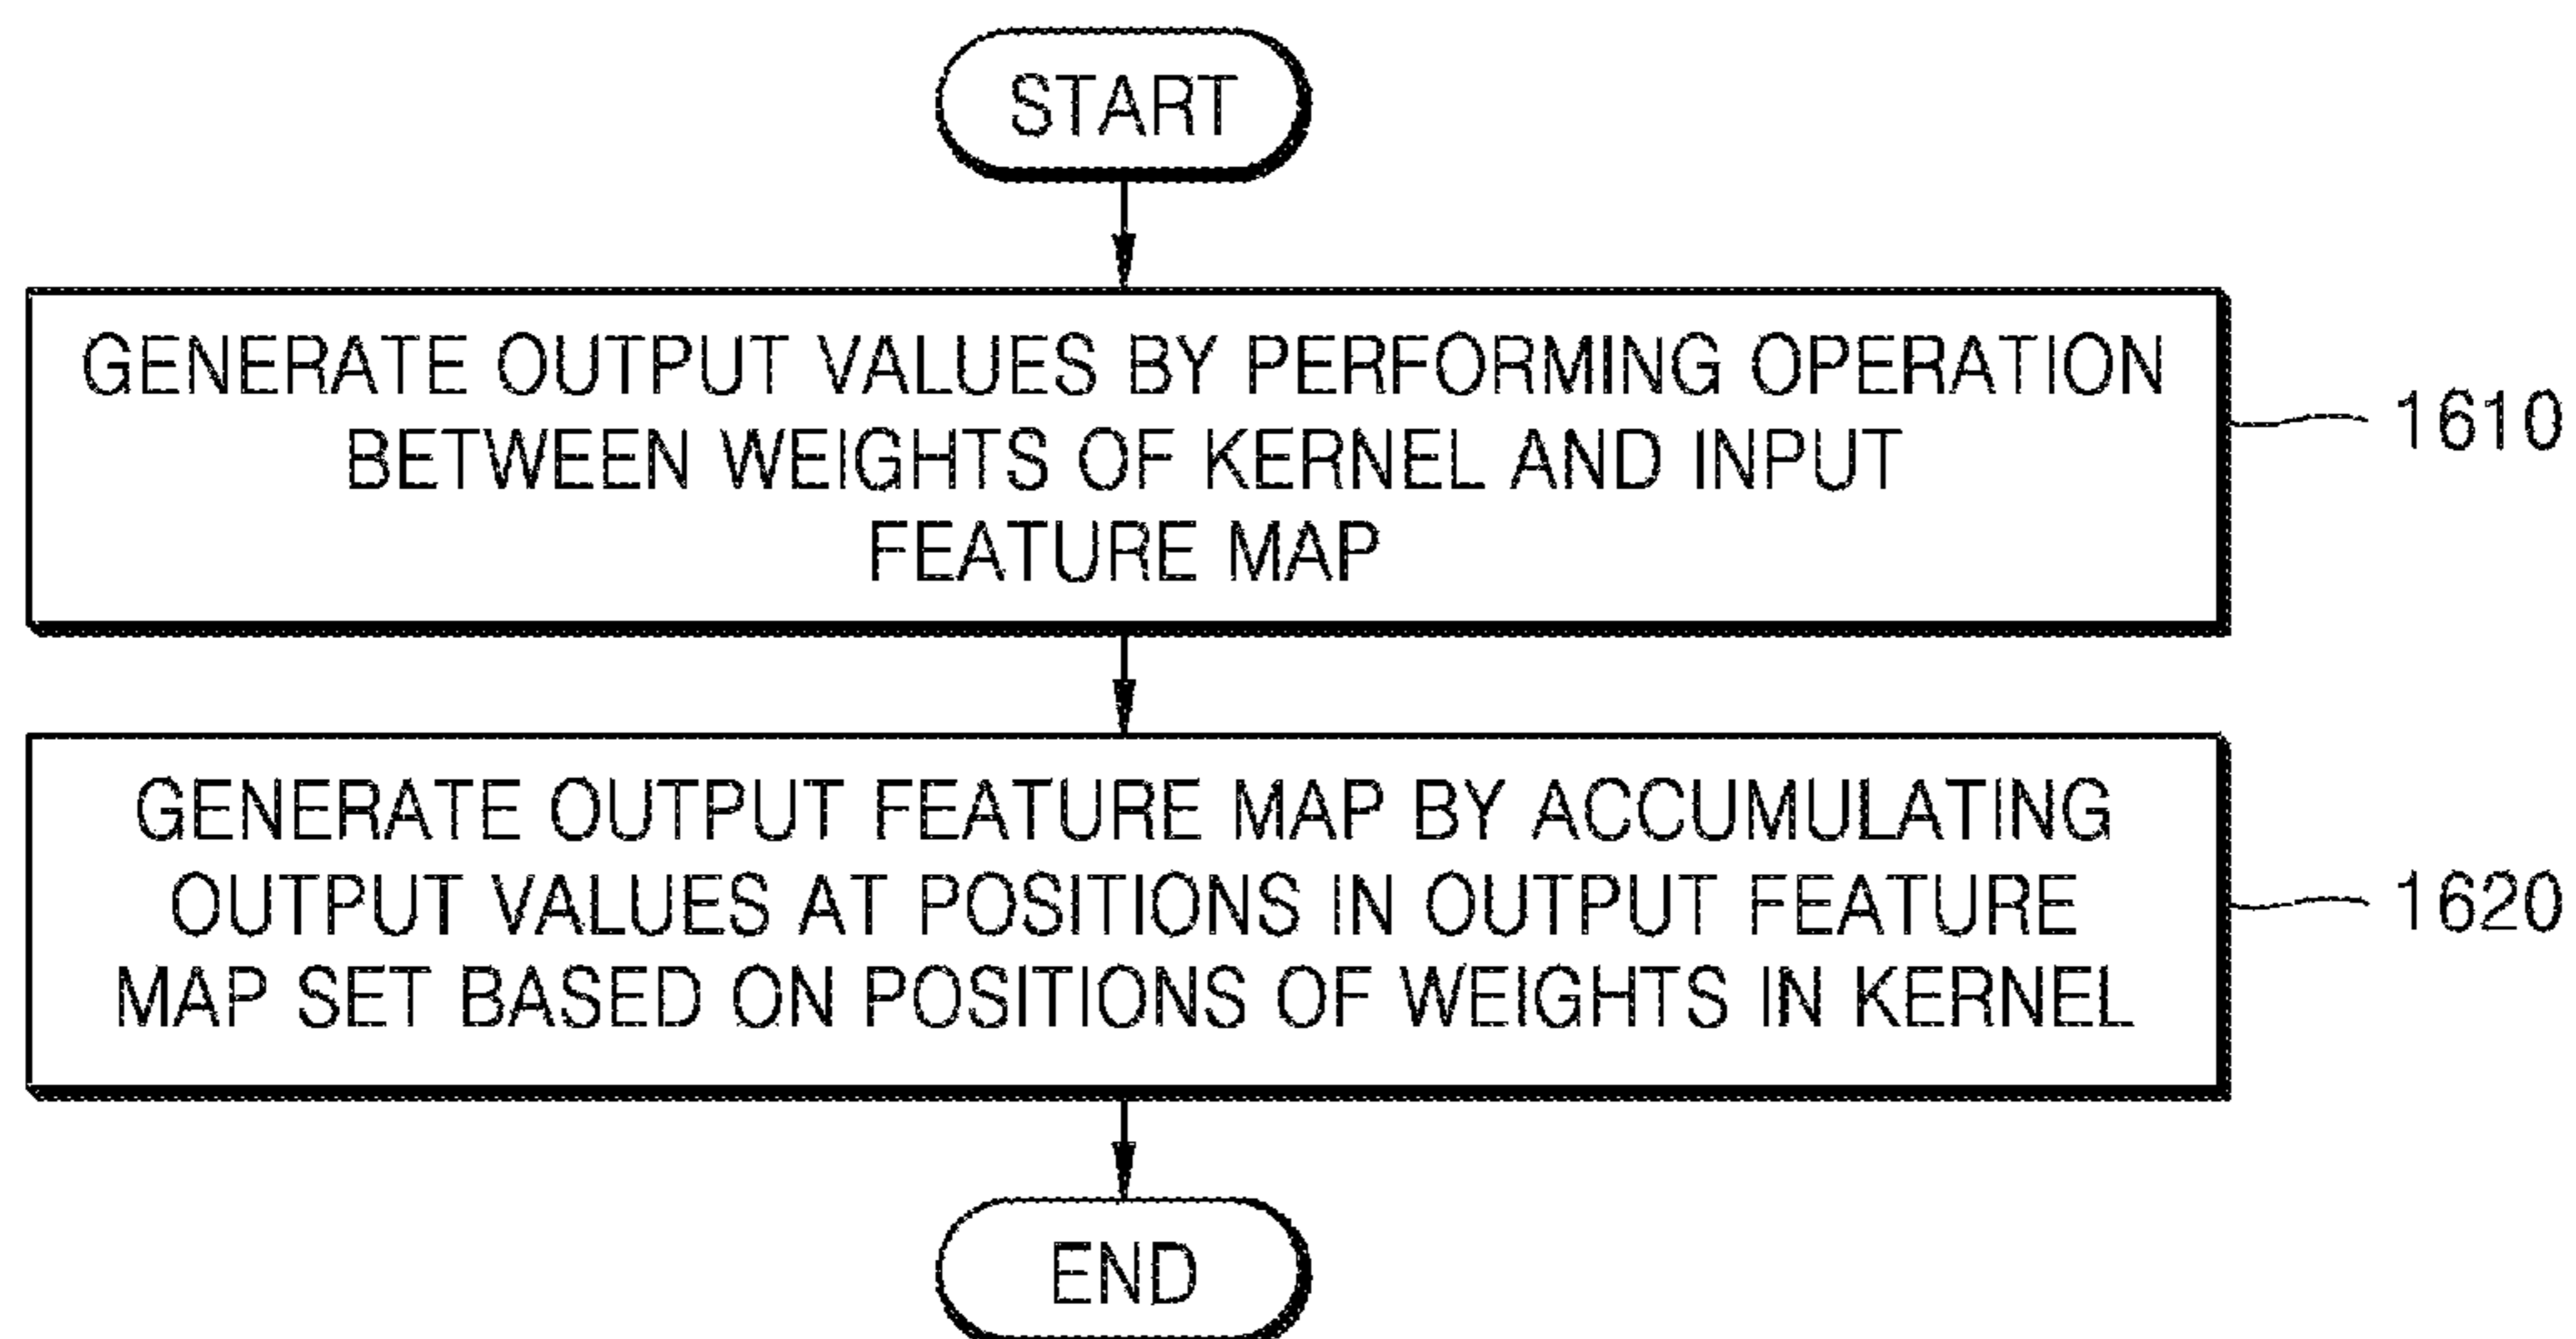 START
GENERATE OUTPUT VALUES BY PERFORMING OPERATION
BETWEEN WEIGHTS OF KERNEL AND INPUT
FEATURE MAP
1610
GENERATE OUTPUT FEATURE MAP BY ACCUMULATING
OUTPUT VALUES AT POSITIONS IN OUTPUT FEATURE
MAP SET BASED ON POSITIONS OF WEIGHTS IN KERNEL
1620
END